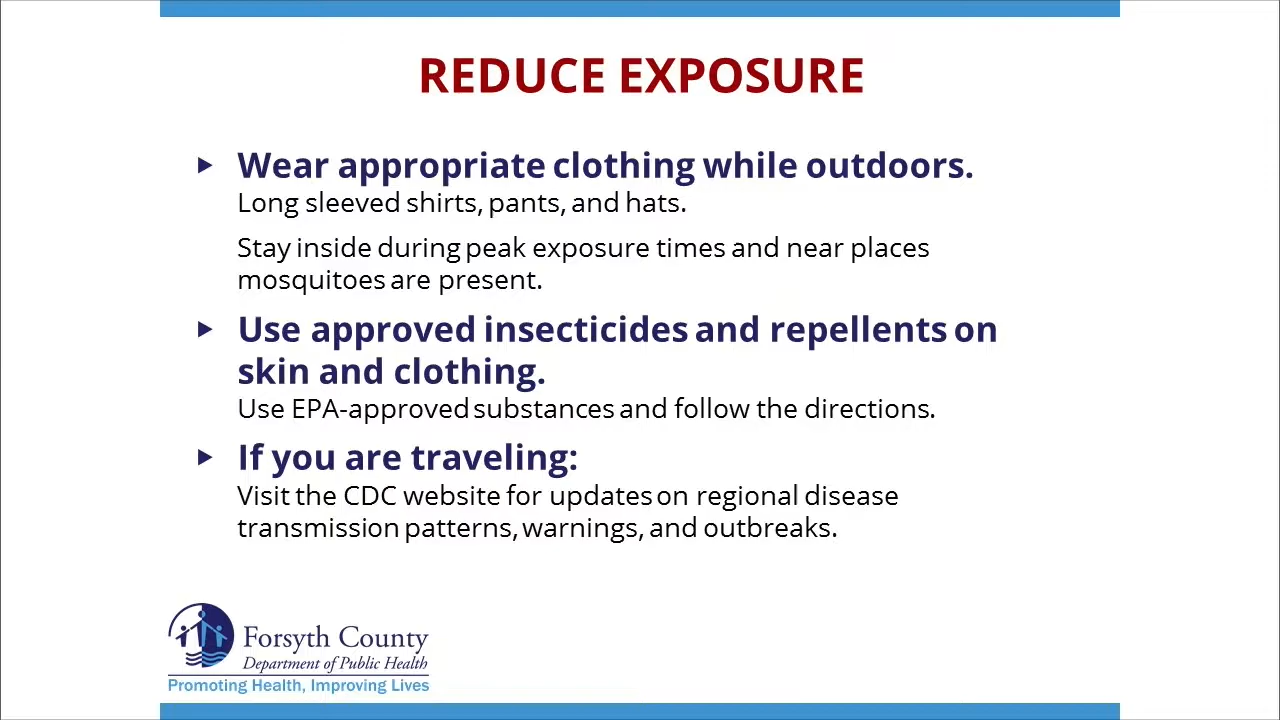 REDUCE EXPOSURE
Wear appropriate clothing while outdoors.
Long sleeved shirts, pants, and hats.
Stay inside during peak exposure times and near places
mosquitoes are present.
Use approved insecticides and repellents on
skin and clothing.
Use EPA-approved substances and follow the directions.
If you are traveling:
Visit the CDC website for updates on regional disease
transmission patterns, warnings, and outbreaks.
Forsyth County
Department of Public Health
Promoting Health, Improving Lives